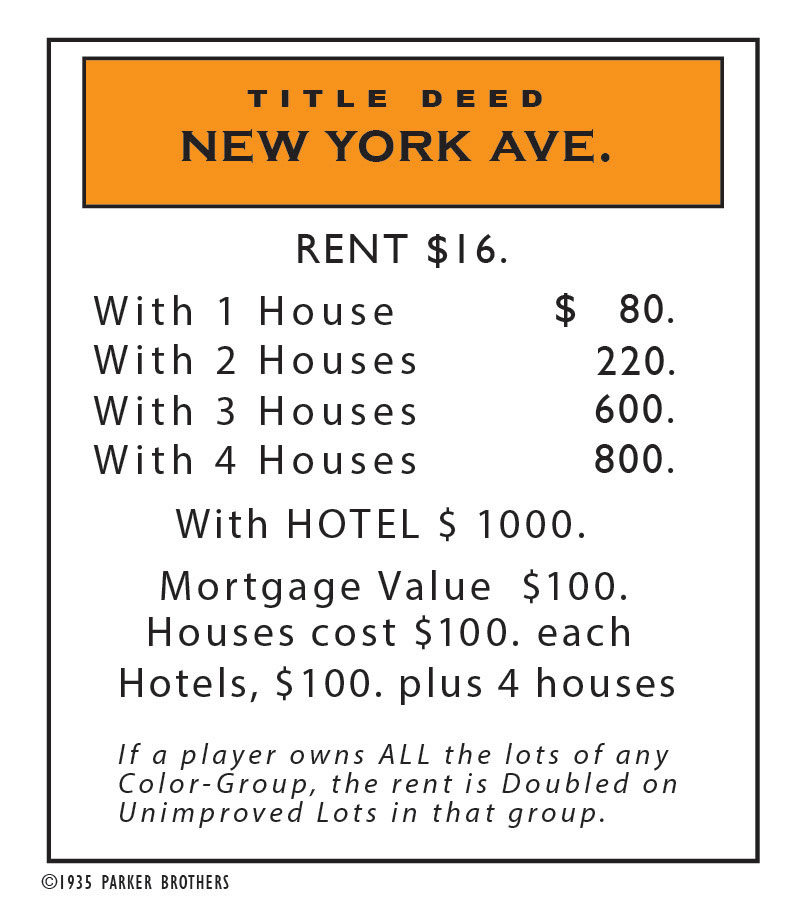 TITLE DEED
NEW YORK AVE.
RENT $16.
With 1 House $ 80.
With 2 Houses 220.
With 3 Houses 600.
With 4 Houses 800.
With HOTEL $ 1000.
Mortgage Value $100.
Houses cost $100. each
Hotels, $100. plus 4 houses
If a player owns ALL the lots of any
Color-Group, the rent is Doubled on
Unimproved Lots in that group.
©1935 PARKER BROTHERS